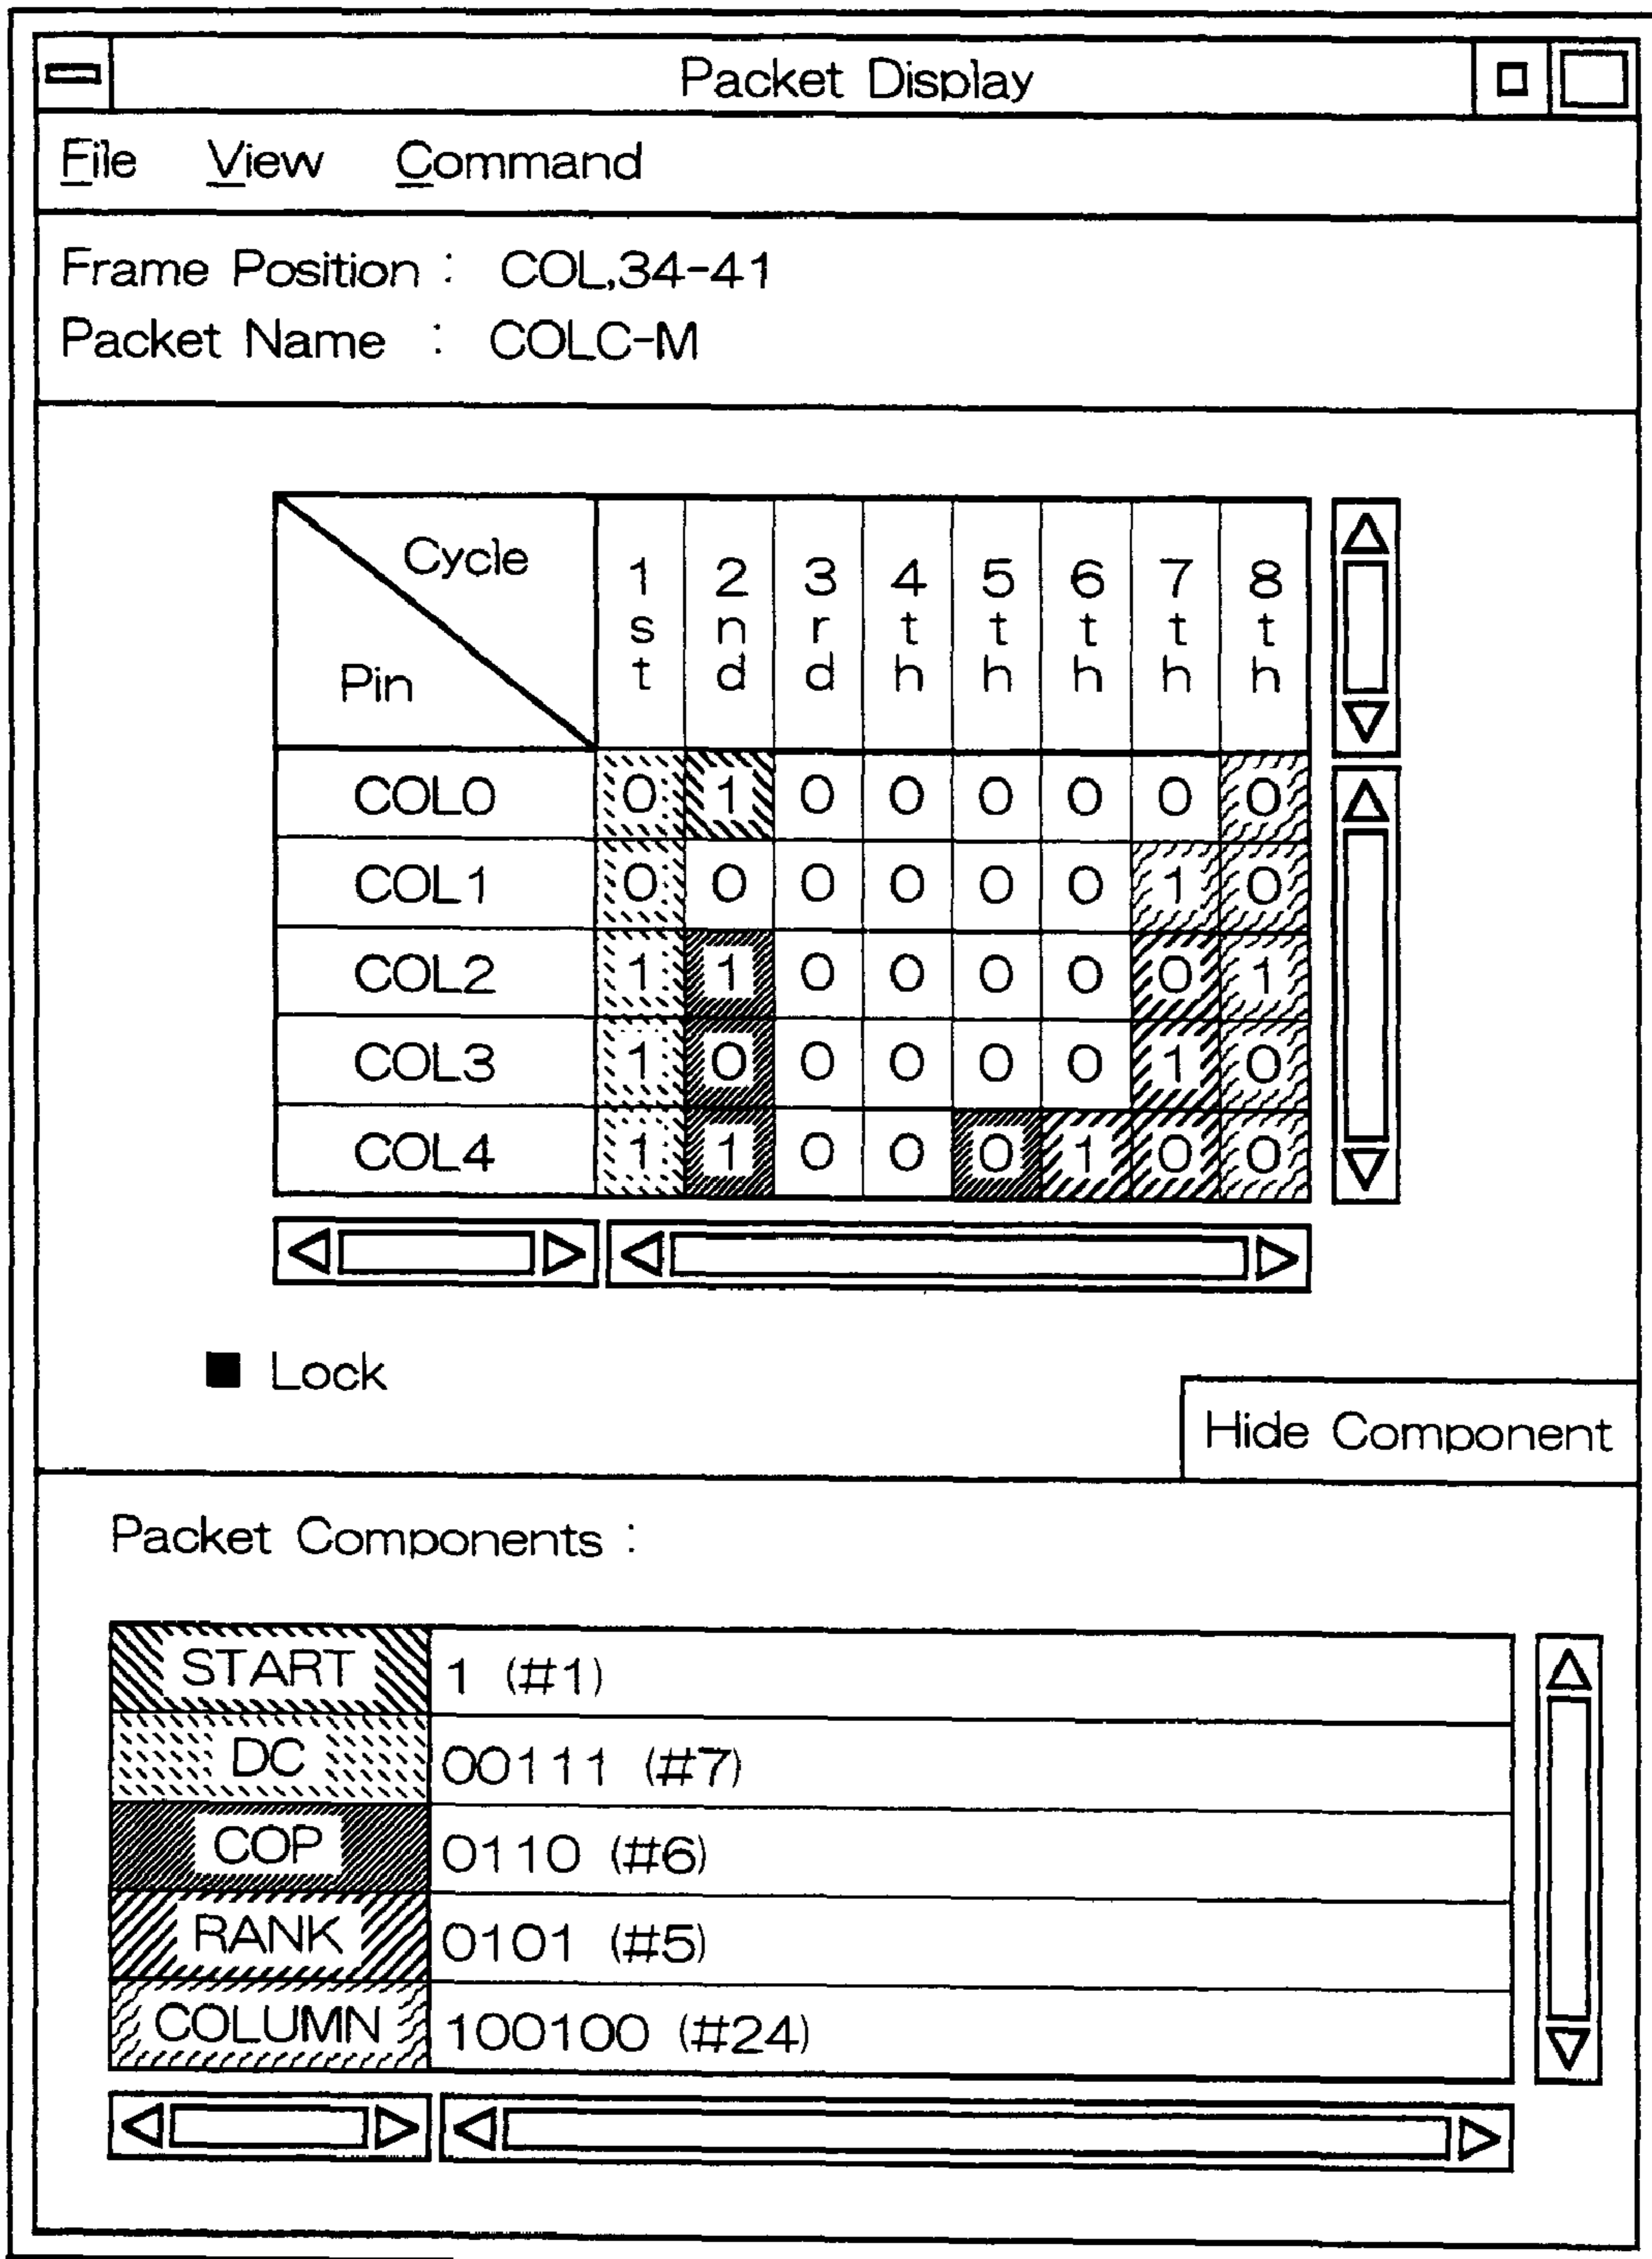 Packet Display
File View Command
Frame Position : COL,34-41
Packet Name : COLC-M
Cycle
Pin
1st 2nd 3rd 4th 5th 6th 7th 8th
COL0 0 1 0 0 0 0 0 0
COL1 0 0 0 0 0 0 1 0
COL2 1 1 0 0 0 0 0 1
COL3 1 0 0 0 0 0 1 0
COL4 1 1 0 0 0 1 0 0
Lock
Hide Component
Packet Components :
START 1 (#1)
DC 00111 (#7)
COP 0110 (#6)
RANK 0101 (#5)
COLUMN 100100 (#24)